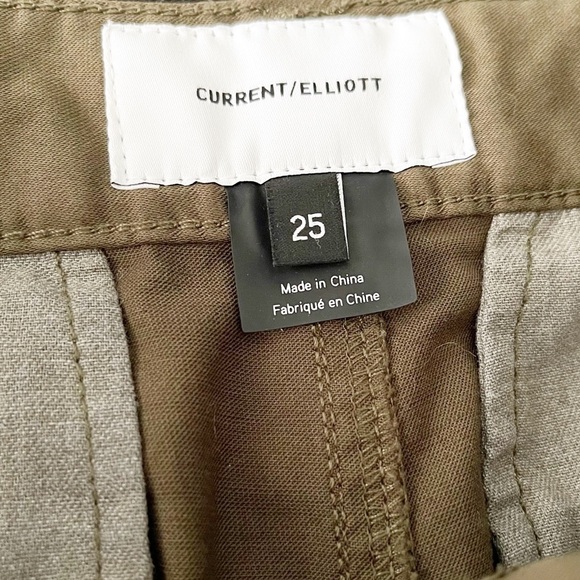 CURRENT/ELLIOTT
25
Made in China
Fabriqué en Chine